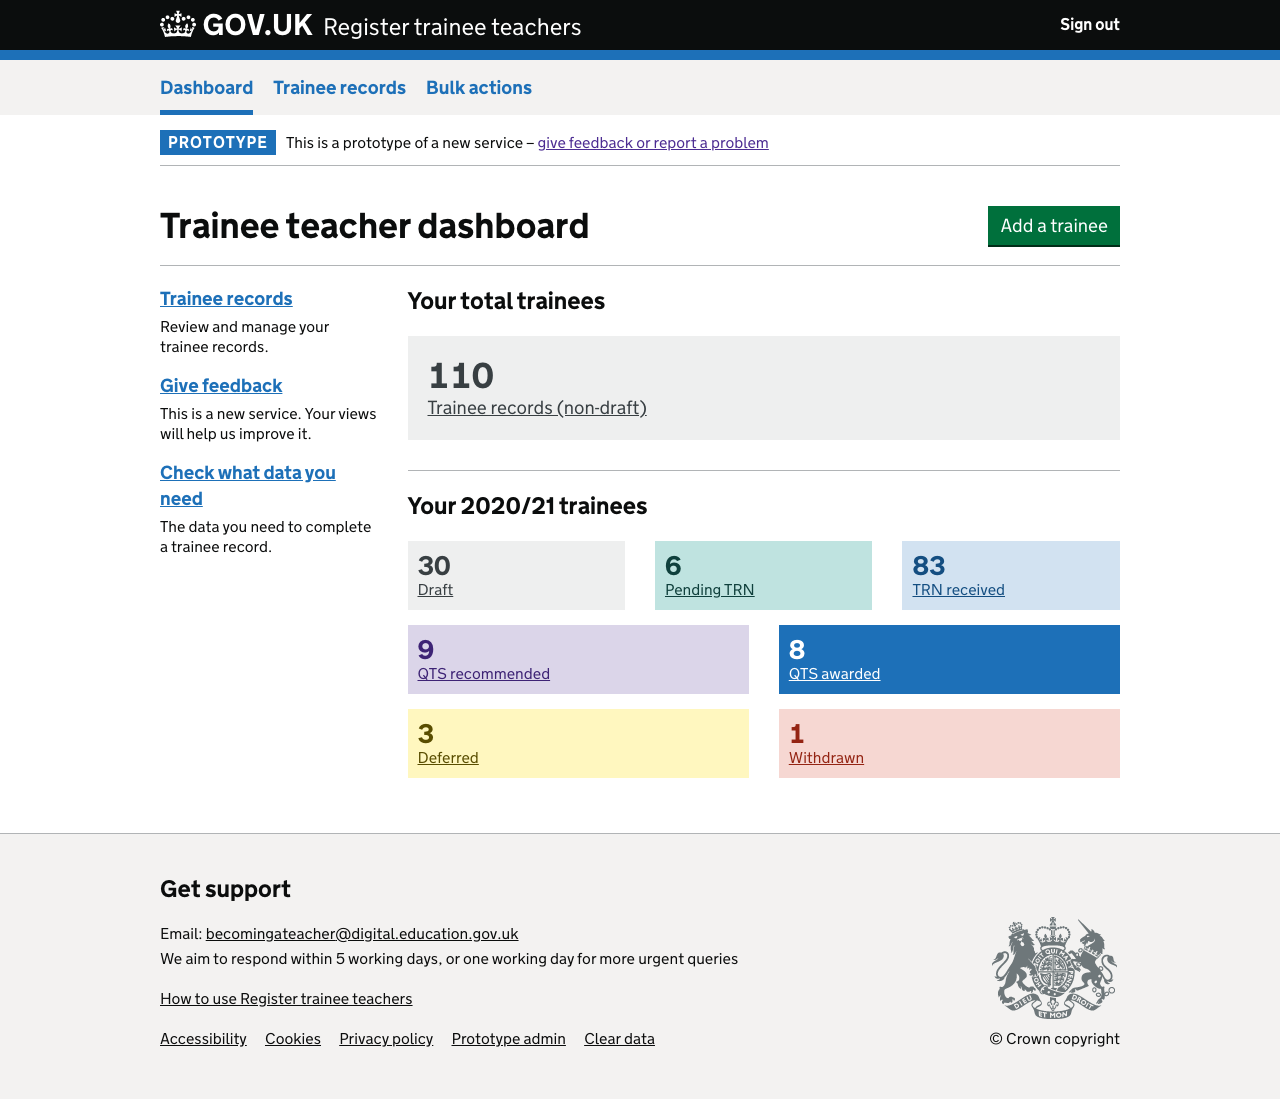 GOV.UK Register trainee teachers
Sign out
Dashboard Trainee records Bulk actions
PROTOTYPE This is a prototype of a new service – give feedback or report a problem
Trainee teacher dashboard
Add a trainee
Trainee records
Review and manage your
trainee records.
Give feedback
This is a new service. Your views
will help us improve it.
Check what data you
need
The data you need to complete
a trainee record.
Your total trainees
110
Trainee records (non-draft)
Your 2020/21 trainees
30
Draft
6
Pending TRN
83
TRN received
9
QTS recommended
8
QTS awarded
3
Deferred
1
Withdrawn
Get support
Email: becomingateacher@digital.education.gov.uk
We aim to respond within 5 working days, or one working day for more urgent queries
How to use Register trainee teachers
Accessibility Cookies Privacy policy Prototype admin Clear data
DIEU ET MON DROIT
© Crown copyright